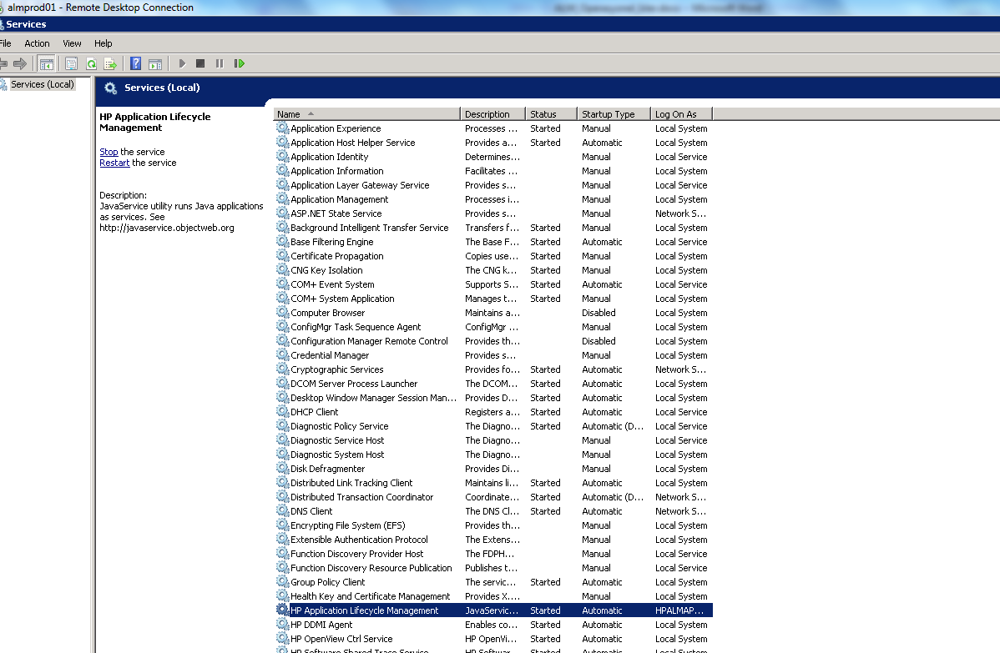 almprod01 - Remote Desktop Connection
Services
File Action View Help
Services (Local)
Services (Local)
HP Application Lifecycle
Management
Stop the service
Restart the service
Description:
JavaService utility runs Java applications
as services. See
http://javaservice.objectweb.org
Name Description Status Startup Type Log On As
Application Experience Processes ... Started Manual Local System
Application Host Helper Service Provides a... Started Automatic Local System
Application Identity Determines... Manual Local Service
Application Information Facilitates ... Manual Local System
Application Layer Gateway Service Provides s... Manual Local Service
Application Management Processes i... Manual Local System
ASP.NET State Service Provides s... Manual Network S...
Background Intelligent Transfer Service Transfers f... Started Manual Local System
Base Filtering Engine The Base F... Started Automatic Local Service
Certificate Propagation Copies use... Started Manual Local System
CNG Key Isolation The CNG k... Started Manual Local System
COM+ Event System Supports S... Started Automatic Local Service
COM+ System Application Manages t... Started Manual Local System
Computer Browser Maintains a... Disabled Local System
ConfigMgr Task Sequence Agent ConfigMgr ... Manual Local System
Configuration Manager Remote Control Provides th... Disabled Local System
Credential Manager Provides s... Manual Local System
Cryptographic Services Provides fo... Started Automatic Network S...
DCOM Server Process Launcher The DCOM... Started Automatic Local System
Desktop Window Manager Session Man... Provides D... Started Automatic Local System
DHCP Client Registers a... Started Automatic Local Service
Diagnostic Policy Service The Diagno... Started Automatic (D... Local Service
Diagnostic Service Host The Diagno... Manual Local Service
Diagnostic System Host The Diagno... Manual Local System
Disk Defragmenter Provides Di... Manual Local System
Distributed Link Tracking Client Maintains li... Started Automatic Local System
Distributed Transaction Coordinator Coordinate... Started Automatic (D... Network S...
DNS Client The DNS Cl... Started Automatic Network S...
Encrypting File System (EFS) Provides th... Manual Local System
Extensible Authentication Protocol The Extens... Manual Local System
Function Discovery Provider Host The FDPH... Manual Local Service
Function Discovery Resource Publication Publishes t... Manual Local Service
Group Policy Client The servic... Started Automatic Local System
Health Key and Certificate Management Provides X.... Manual Local System
HP Application Lifecycle Management JavaServic... Started Automatic HPALMAP...
HP DDMI Agent Enables co... Started Automatic Local System
HP OpenView Ctrl Service HP OpenVi... Started Automatic Local System
HP Software Shared Trace Service HP Softwar... Started Automatic Local System